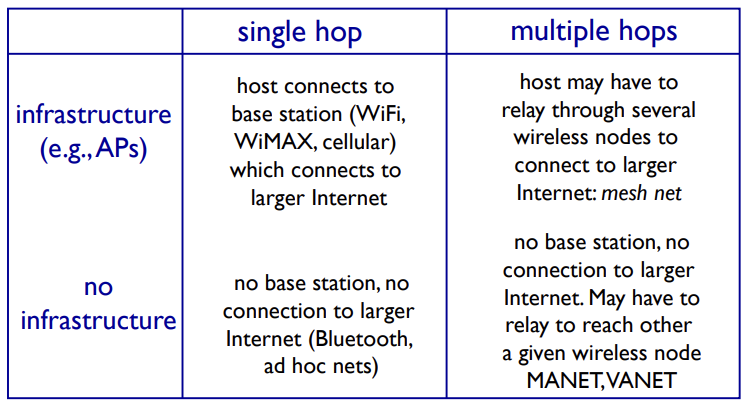 single hop
multiple hops
infrastructure
(e.g., APs)
host connects to
base station (WiFi,
WiMAX, cellular)
which connects to
larger Internet
host may have to
relay through several
wireless nodes to
connect to larger
Internet: mesh net
no
infrastructure
no base station, no
connection to larger
Internet (Bluetooth,
ad hoc nets)
no base station, no
connection to larger
Internet. May have to
relay to reach other
a given wireless node
MANET,VANET